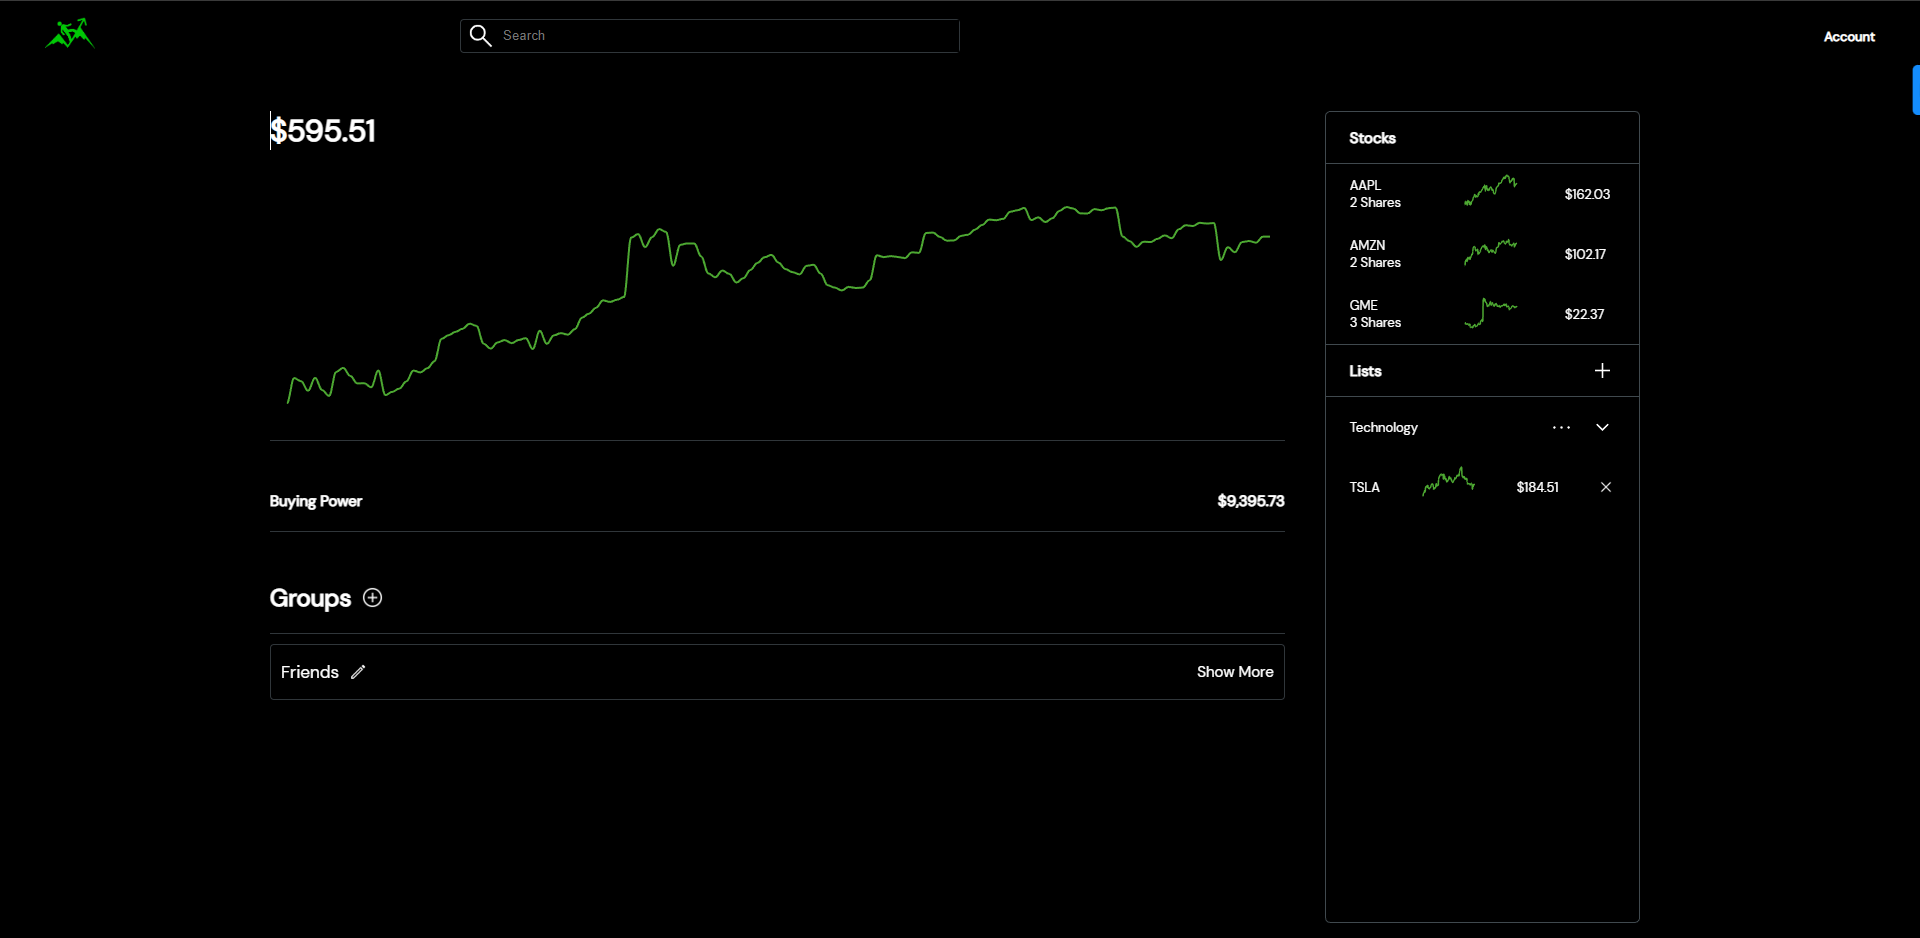 Search
Account
$595.51
Stocks
AAPL
2 Shares
$162.03
AMZN
2 Shares
$102.17
GME
3 Shares
$22.37
Lists
Technology
TSLA
$184.51
Buying Power
$9,395.73
Groups
Friends
Show More